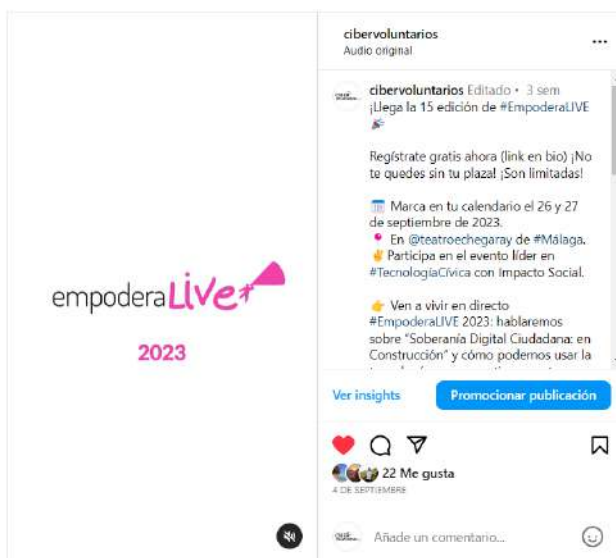 empoderaLive
2023
cibervoluntarios
Audio original
cibervoluntarios Editado • 3 sem
¡Llega la 15 edición de #EmpoderaLIVE
Regístrate gratis ahora (link en bio) ¡No
te quedes sin tu plaza! ¡Son limitadas!
Marca en tu calendario el 26 y 27
de septiembre de 2023.
En @teatroechegaray de #Málaga.
Participa en el evento líder en
#TecnologíaCívica con Impacto Social.
Ven a vivir en directo
#EmpoderaLIVE 2023: hablaremos
sobre "Soberanía Digital Ciudadana: en
Construcción" y cómo podemos usar la
Ver insights
Promocionar publicación
22 Me gusta
4 DE SEPTIEMBRE
Añade un comentario...